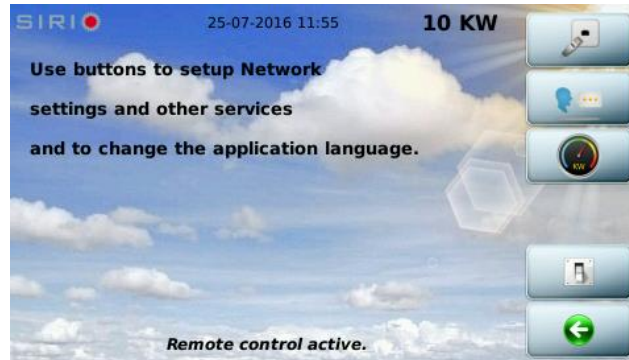 SIRIO
25-07-2016 11:55
10 KW
Use buttons to setup Network
settings and other services
and to change the application language.
KW
Remote control active.